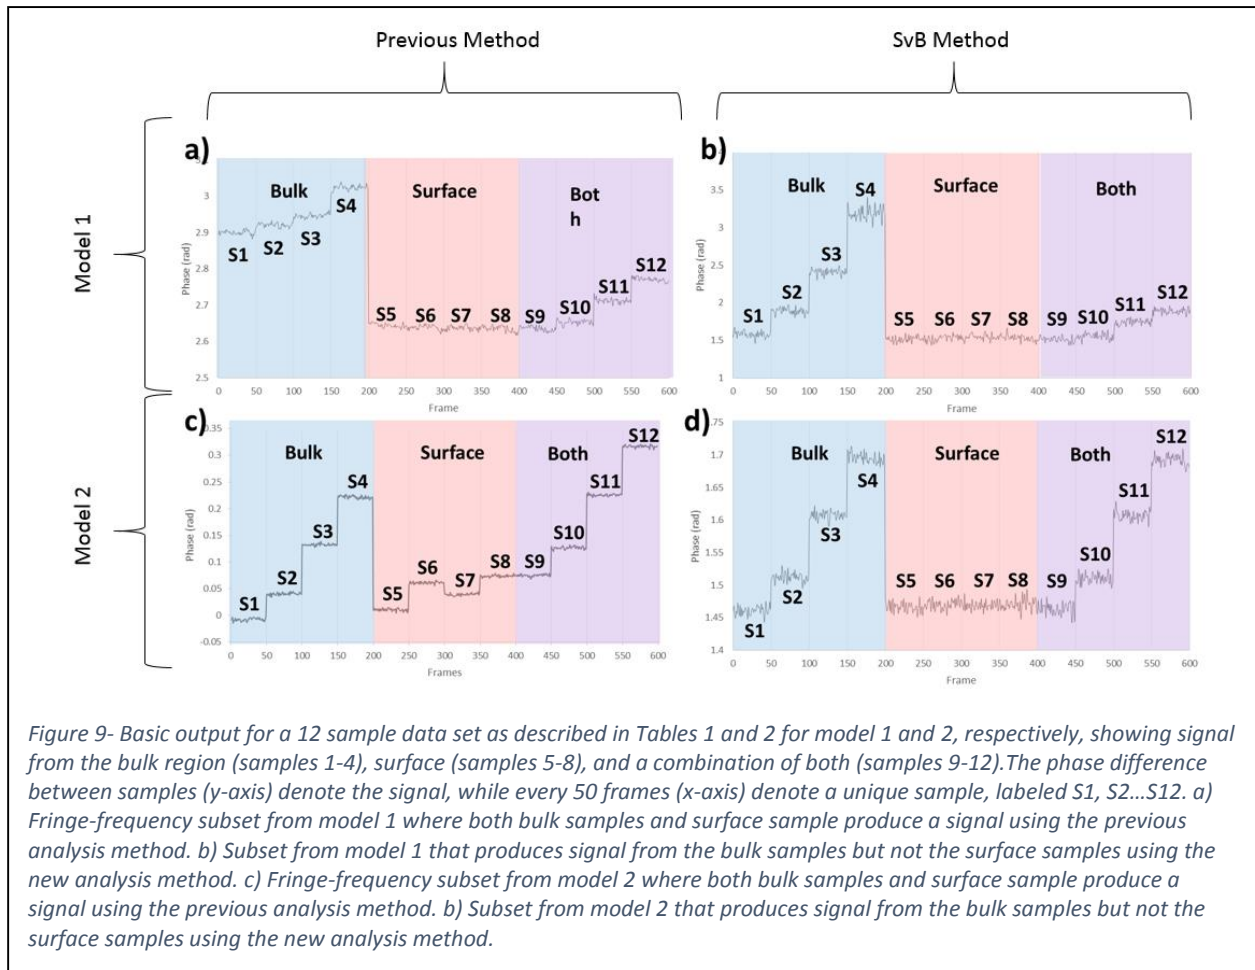 Previous Method
SvB Method
Model 1
a)
3
2.9
2.8
2.7
2.6
2.5
Phase (rad)
Bulk
Surface
Bot
h
S1
S2
S3
S4
S5
S6
S7
S8
S9
S10
S11
S12
0 50 100 150 200 250 300 350 400 450 500 550 600
Frame
b)
3.5
3
2.5
2
1.5
1
Phase (rad)
Bulk
Surface
Both
S1
S2
S3
S4
S5
S6
S7
S8
S9
S10
S11
S12
0 50 100 150 200 250 300 350 400 450 500 550 600
Frame
Model 2
c)
0.35
0.3
0.25
0.2
0.15
0.1
0.05
0
-0.05
Phase (rad)
Bulk
Surface
Both
S1
S2
S3
S4
S5
S6
S7
S8
S9
S10
S11
S12
0 50 100 150 200 250 300 350 400 450 500 550 600
Frames
d)
1.75
1.7
1.65
1.6
1.55
1.5
1.45
1.4
Phase (rad)
Bulk
Surface
Both
S1
S2
S3
S4
S5
S6
S7
S8
S9
S10
S11
S12
0 50 100 150 200 250 300 350 400 450 500 550 600
Frame
Figure 9- Basic output for a 12 sample data set as described in Tables 1 and 2 for model 1 and 2, respectively, showing signal
from the bulk region (samples 1-4), surface (samples 5-8), and a combination of both (samples 9-12).The phase difference
between samples (y-axis) denote the signal, while every 50 frames (x-axis) denote a unique sample, labeled S1, S2...S12. a)
Fringe-frequency subset from model 1 where both bulk samples and surface sample produce a signal using the previous
analysis method. b) Subset from model 1 that produces signal from the bulk samples but not the surface samples using the
new analysis method. c) Fringe-frequency subset from model 2 where both bulk samples and surface sample produce a
signal using the previous analysis method. b) Subset from model 2 that produces signal from the bulk samples but not the
surface samples using the new analysis method.